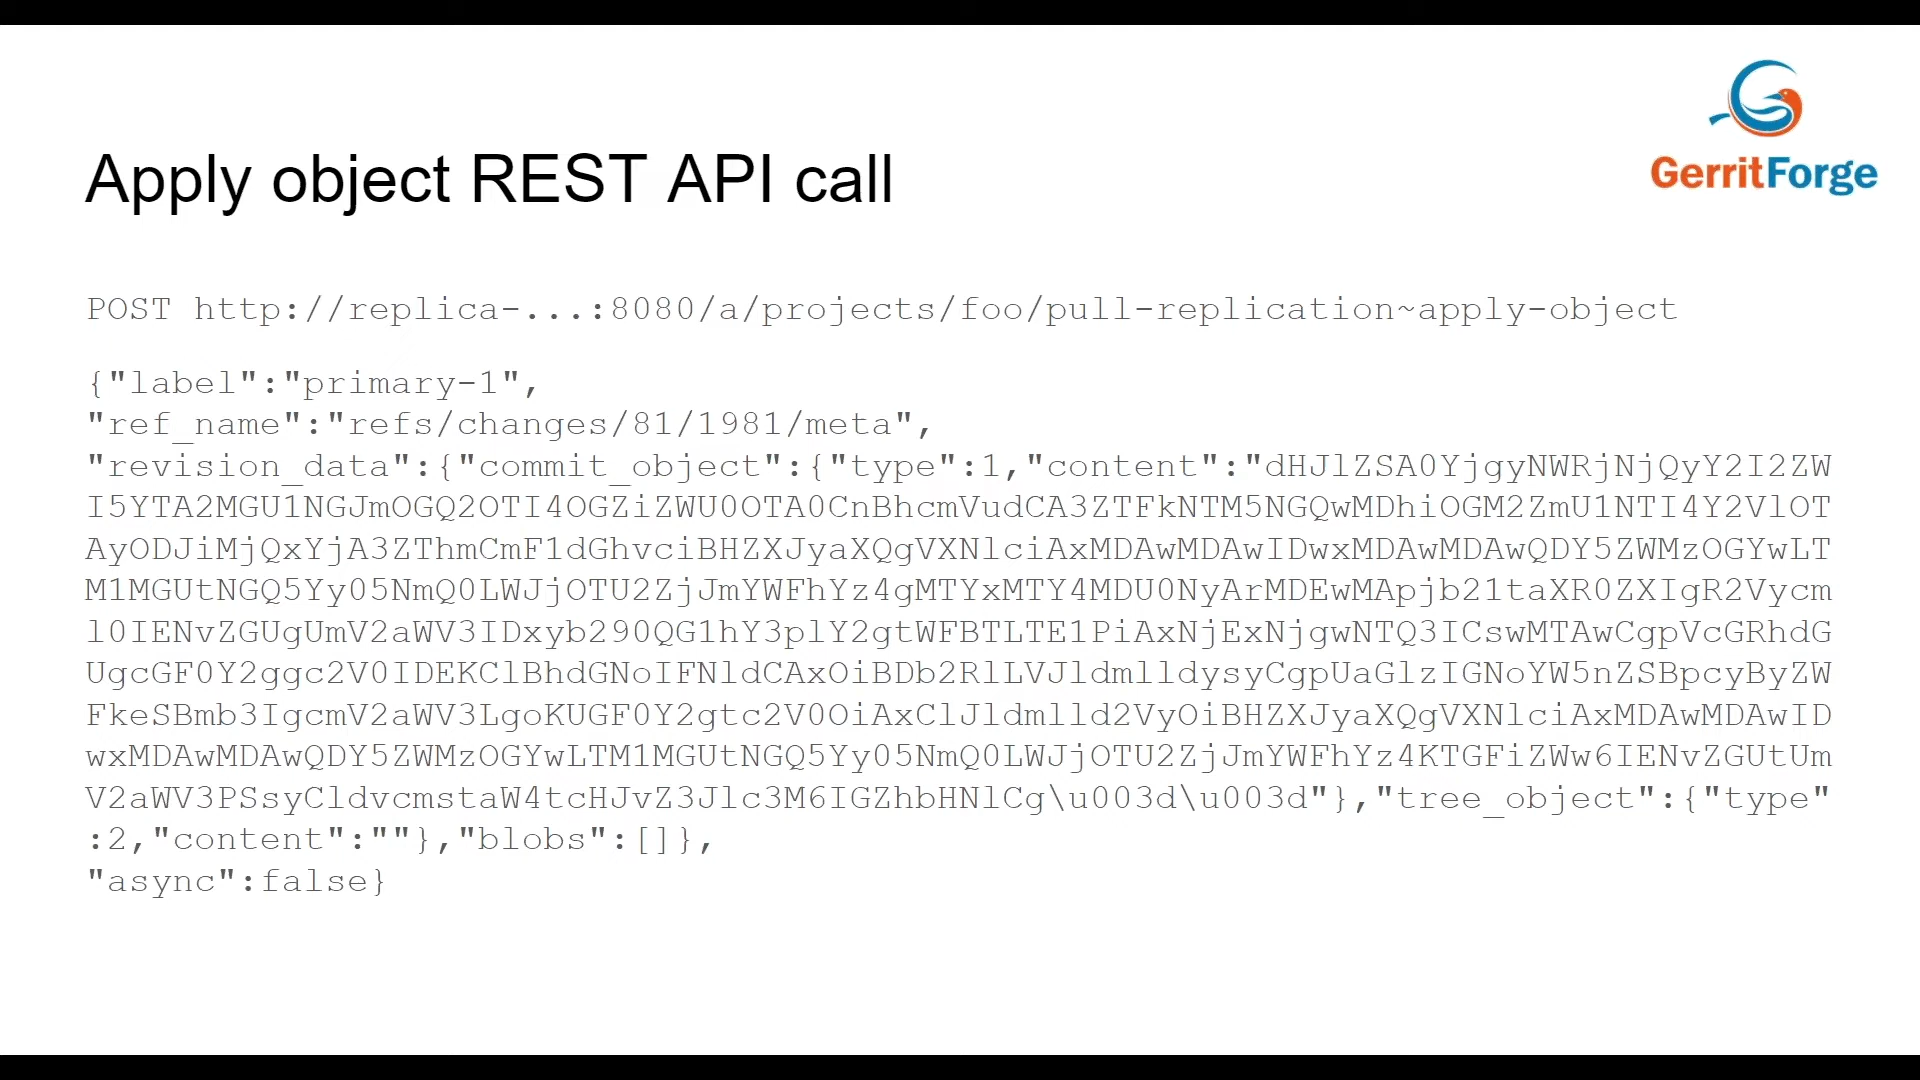 GerritForge
Apply object REST API call
POST http://replica-...:8080/a/projects/foo/pull-replication~apply-object
{"label":"primary-1",
"ref_name":"refs/changes/81/1981/meta",
"revision_data":{"commit_object":{"type":1,"content":"dHJlZSA0YjgyNWRjNjQyY2I2ZW
I5YTA2MGU1NGJmOGQ2OTI4OGZiZWU0OTA0CnBhcmVudCA3ZTFkNTM5NGQwMDhiOGM2ZmU1NTI4Y2VlOT
AyODJiMjQxYjA3ZThmCmF1dGhvciBHZXJyaXQgVXNlciAxMDAwMDAwIDwxMDAwMDAwQDY5ZWMzOGYwLT
M1MGUtNGQ5Yy05NmQ0LWJjOTU2ZjJmYWFhYz4gMTYxMTY4MDU0NyArMDEwMApjb21taXR0ZXIgR2Vycm
l0IENvZGUgUmV2aWV3IDxyb290QG1hY3plY2gtWFBTLTE1PiAxNjExNjgwNTQ3ICswMTAwCgpVcGRhdG
UgcGF0Y2ggc2V0IDEKClBhdGNoIFNldCAxOiBDb2RlLVJldmlldysyCgpUaGlzIGNoYW5nZSBpcyByZW
FkeSBmb3IgcmV2aWV3LgoKUGF0Y2gtc2V0OiAxClJldmlld2VyOiBHZXJyaXQgVXNlciAxMDAwMDAwID
wxMDAwMDAwQDY5ZWMzOGYwLTM1MGUtNGQ5Yy05NmQ0LWJjOTU2ZjJmYWFhYz4KTGFiZWw6IENvZGUtUm
V2aWV3PSsyCldvcmstaW4tcHJvZ3Jlc3M6IGZhbHNlCg\u003d\u003d"},"tree_object":{"type"
:2,"content":""},"blobs":[]},
"async":false}